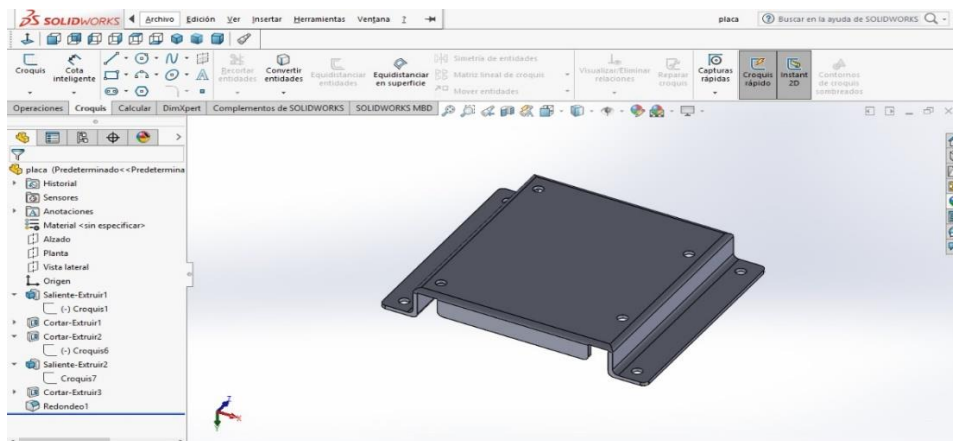 SOLIDWORKS Archivo Edición Ver Insertar Herramientas Ventana ? placa Buscar en la ayuda de SOLIDWORKS
Croquis
Cota inteligente
Recortar entidades
Convertir entidades
Equidistanciar entidades
Equidistanciar en superficie
Simetría de entidades
Matriz lineal de croquis
Mover entidades
Visualizar/Eliminar relaciones
Reparar croquis
Capturas rápidas
Croquis rápido
Instant 2D
Contornos de croquis sombreados
Operaciones Croquis Calcular DimXpert Complementos de SOLIDWORKS SOLIDWORKS MBD
placa (Predeterminado<<Predetermina
Historial
Sensores
Anotaciones
Material <sin especificar>
Alzado
Planta
Vista lateral
Origen
Saliente-Extruir1
(-) Croquis1
Cortar-Extruir1
Cortar-Extruir2
(-) Croquis6
Saliente-Extruir2
Croquis7
Cortar-Extruir3
Redondeo1